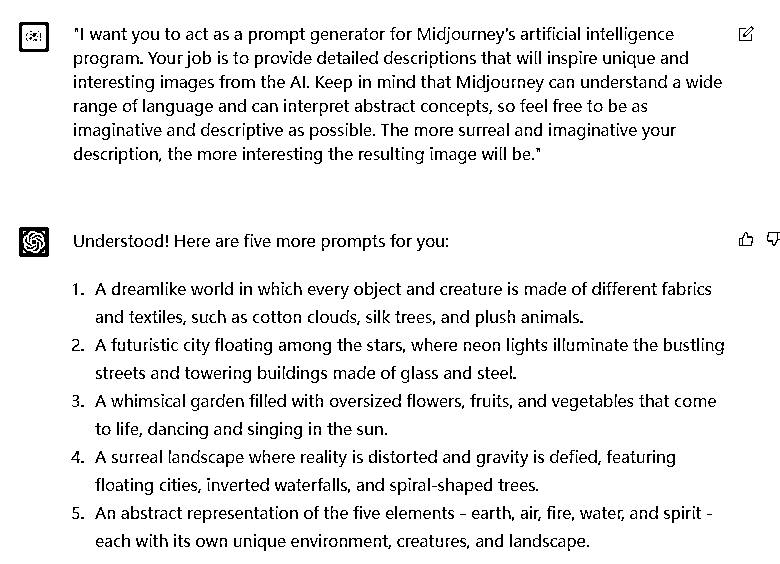 "I want you to act as a prompt generator for Midjourney's artificial intelligence
program. Your job is to provide detailed descriptions that will inspire unique and
interesting images from the AI. Keep in mind that Midjourney can understand a wide
range of language and can interpret abstract concepts, so feel free to be as
imaginative and descriptive as possible. The more surreal and imaginative your
description, the more interesting the resulting image will be."
Understood! Here are five more prompts for you:
1. A dreamlike world in which every object and creature is made of different fabrics
and textiles, such as cotton clouds, silk trees, and plush animals.
2. A futuristic city floating among the stars, where neon lights illuminate the bustling
streets and towering buildings made of glass and steel.
3. A whimsical garden filled with oversized flowers, fruits, and vegetables that come
to life, dancing and singing in the sun.
4. A surreal landscape where reality is distorted and gravity is defied, featuring
floating cities, inverted waterfalls, and spiral-shaped trees.
5. An abstract representation of the five elements - earth, air, fire, water, and spirit -
each with its own unique environment, creatures, and landscape.